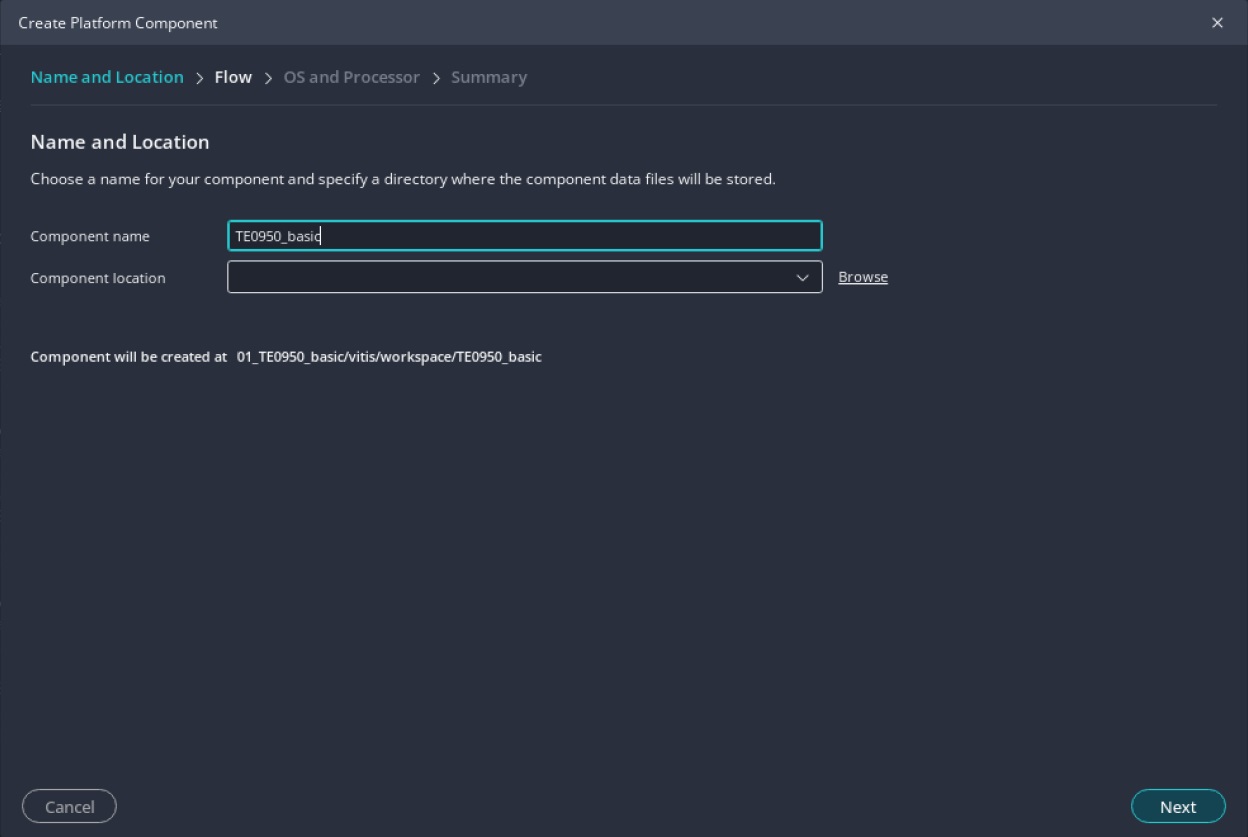 Create Platform Component
Name and Location > Flow > OS and Processor > Summary
Name and Location
Choose a name for your component and specify a directory where the component data files will be stored.
Component name TE0950_basic
Component location Browse
Component will be created at 01_TE0950_basic/vitis/workspace/TE0950_basic
Cancel Next